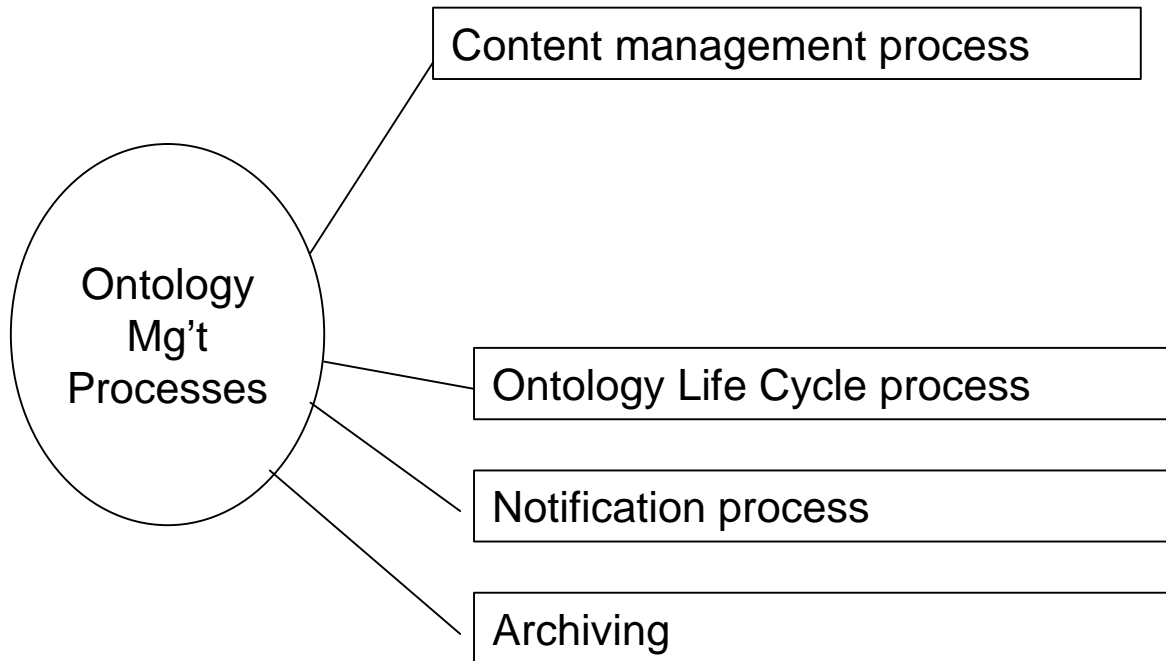 Content management process
Ontology
Mg’t
Processes
Ontology Life Cycle process
Notification process
Archiving